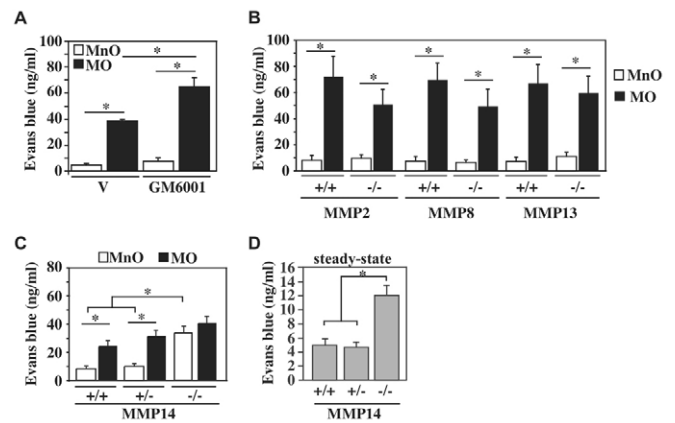 A
Evans blue (ng/ml)
100
80
60
40
20
0
MnO
MO
*
*
*
V GM6001
B
Evans blue (ng/ml)
100
80
60
40
20
0
* * * * * *
MnO
MO
+/+ -/- +/+ -/- +/+ -/-
MMP2 MMP8 MMP13
C
MnO MO
Evans blue (ng/ml)
80
60
40
20
0
*
* *
+/+ +/- -/-
MMP14
D
steady-state
Evans blue (ng/ml)
16
14
12
10
8
6
4
2
0
*
+/+ +/- -/-
MMP14